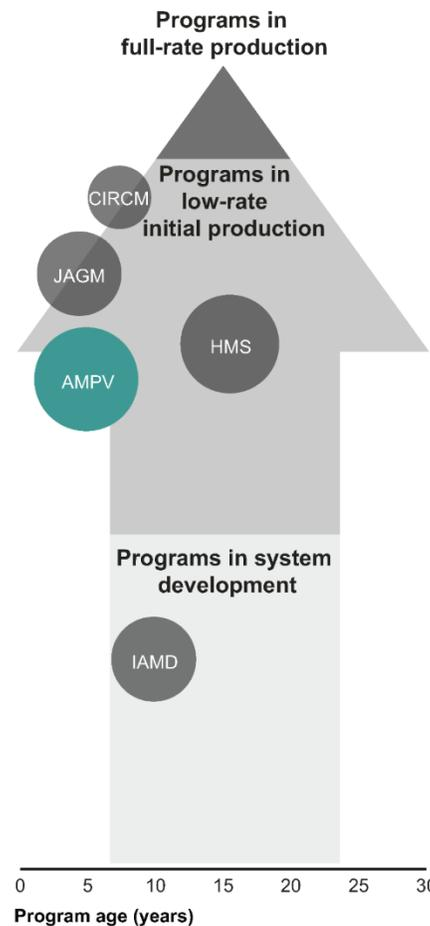 Programs in
full-rate production
Programs in
low-rate
initial production
CIRCM
JAGM
HMS
AMPV
Programs in system
development
IAMD
0 5 10 15 20 25 30
Program age (years)